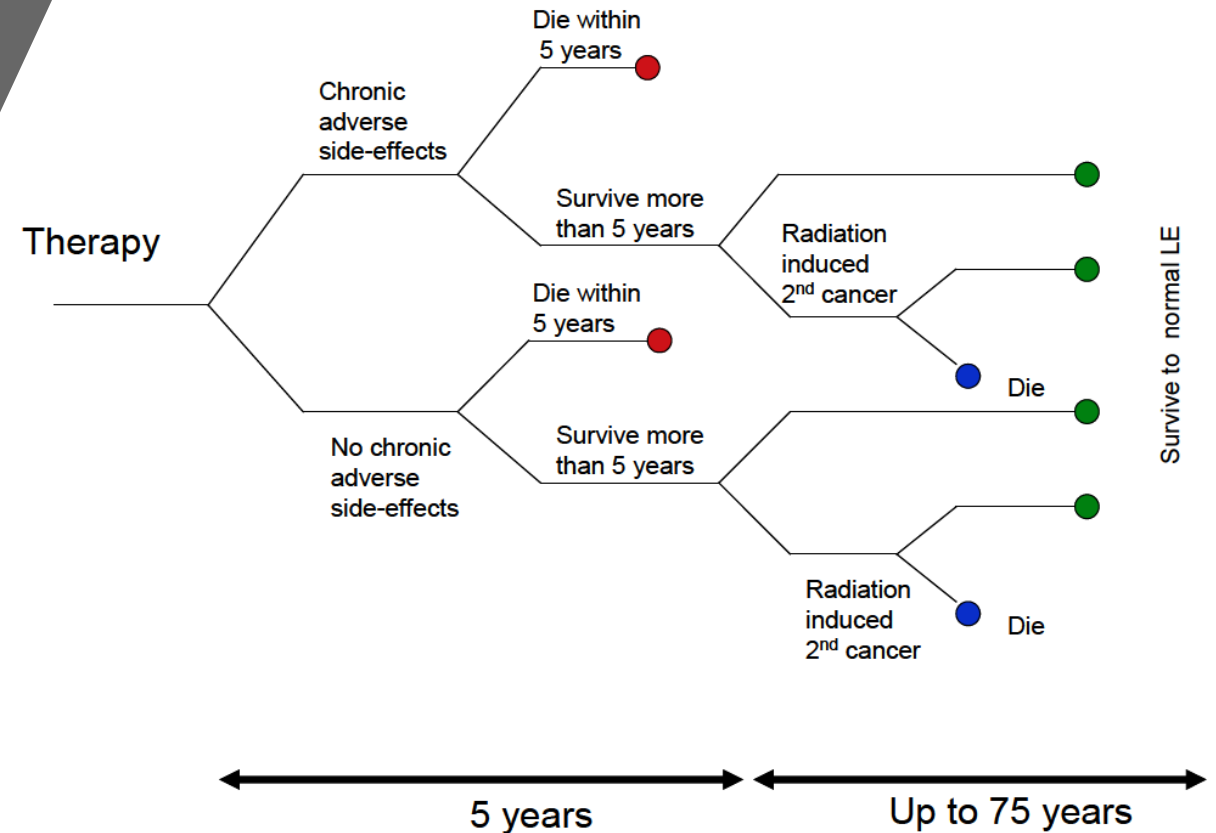 Die within
5 years
Chronic
adverse
side-effects
Survive more
than 5 years
Therapy
Radiation
induced
2nd cancer
Die within
5 years
Die
Survive to normal LE
No chronic
adverse
side-effects
Survive more
than 5 years
Radiation
induced
2nd cancer
Die
5 years
Up to 75 years